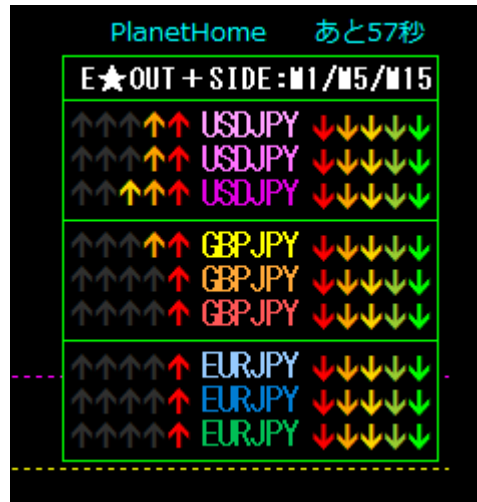 PlanetHome あと57秒
E★OUT+SIDE:M1/M5/M15
↑↑↑↑↑ USDJPY ↓↓↓↓↓
↑↑↑↑↑ USDJPY ↓↓↓↓↓
↑↑↑↑↑ USDJPY ↓↓↓↓↓
↑↑↑↑↑ GBPJPY ↓↓↓↓↓
↑↑↑↑↑ GBPJPY ↓↓↓↓↓
↑↑↑↑↑ GBPJPY ↓↓↓↓↓
↑↑↑↑↑ EURJPY ↓↓↓↓↓
↑↑↑↑↑ EURJPY ↓↓↓↓↓
↑↑↑↑↑ EURJPY ↓↓↓↓↓